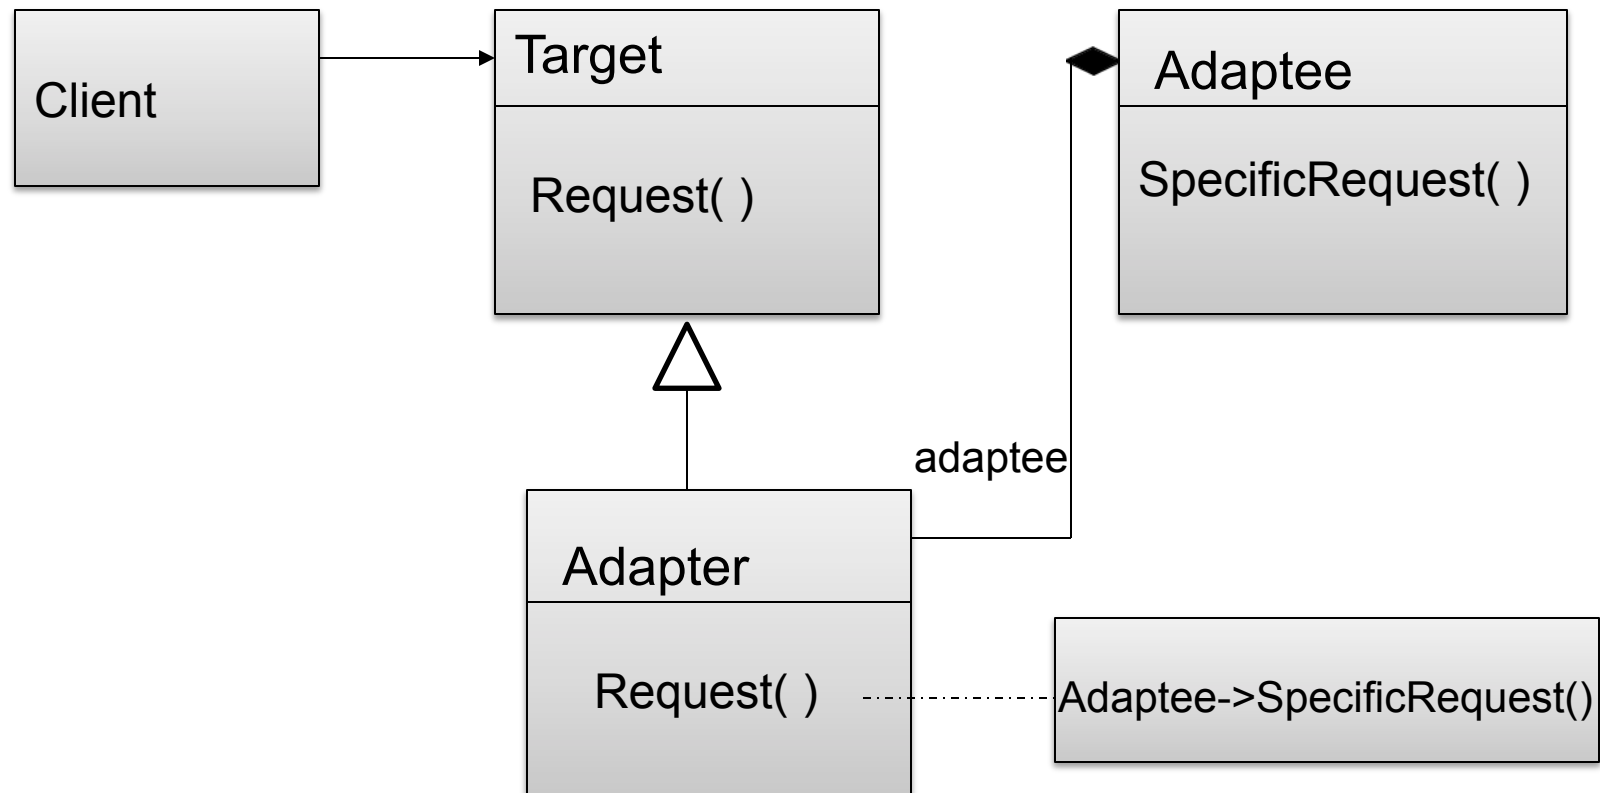 Client
Target
Request( )
Adaptee
SpecificRequest( )
adaptee
Adapter
Request( )
Adaptee->SpecificRequest()